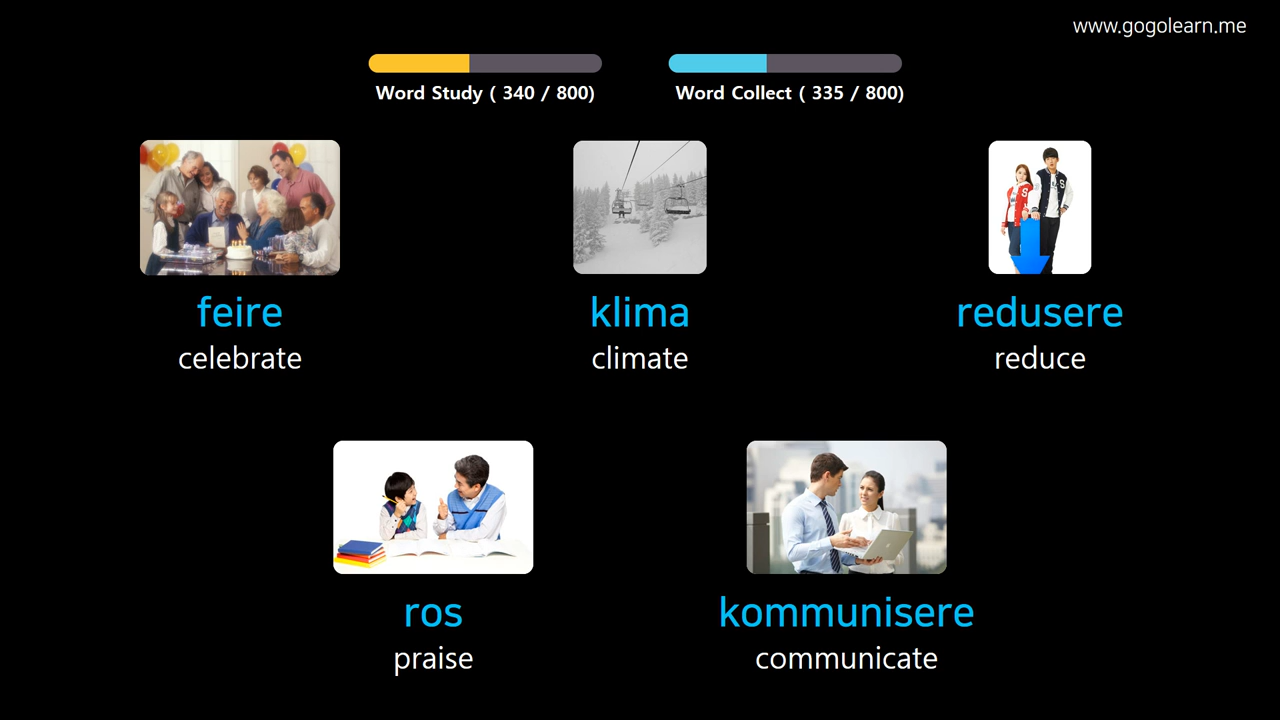 www.gogolearn.me
Word Study ( 340 / 800)
Word Collect ( 335 / 800)
feire
celebrate
klima
climate
redusere
reduce
ros
praise
kommunisere
communicate